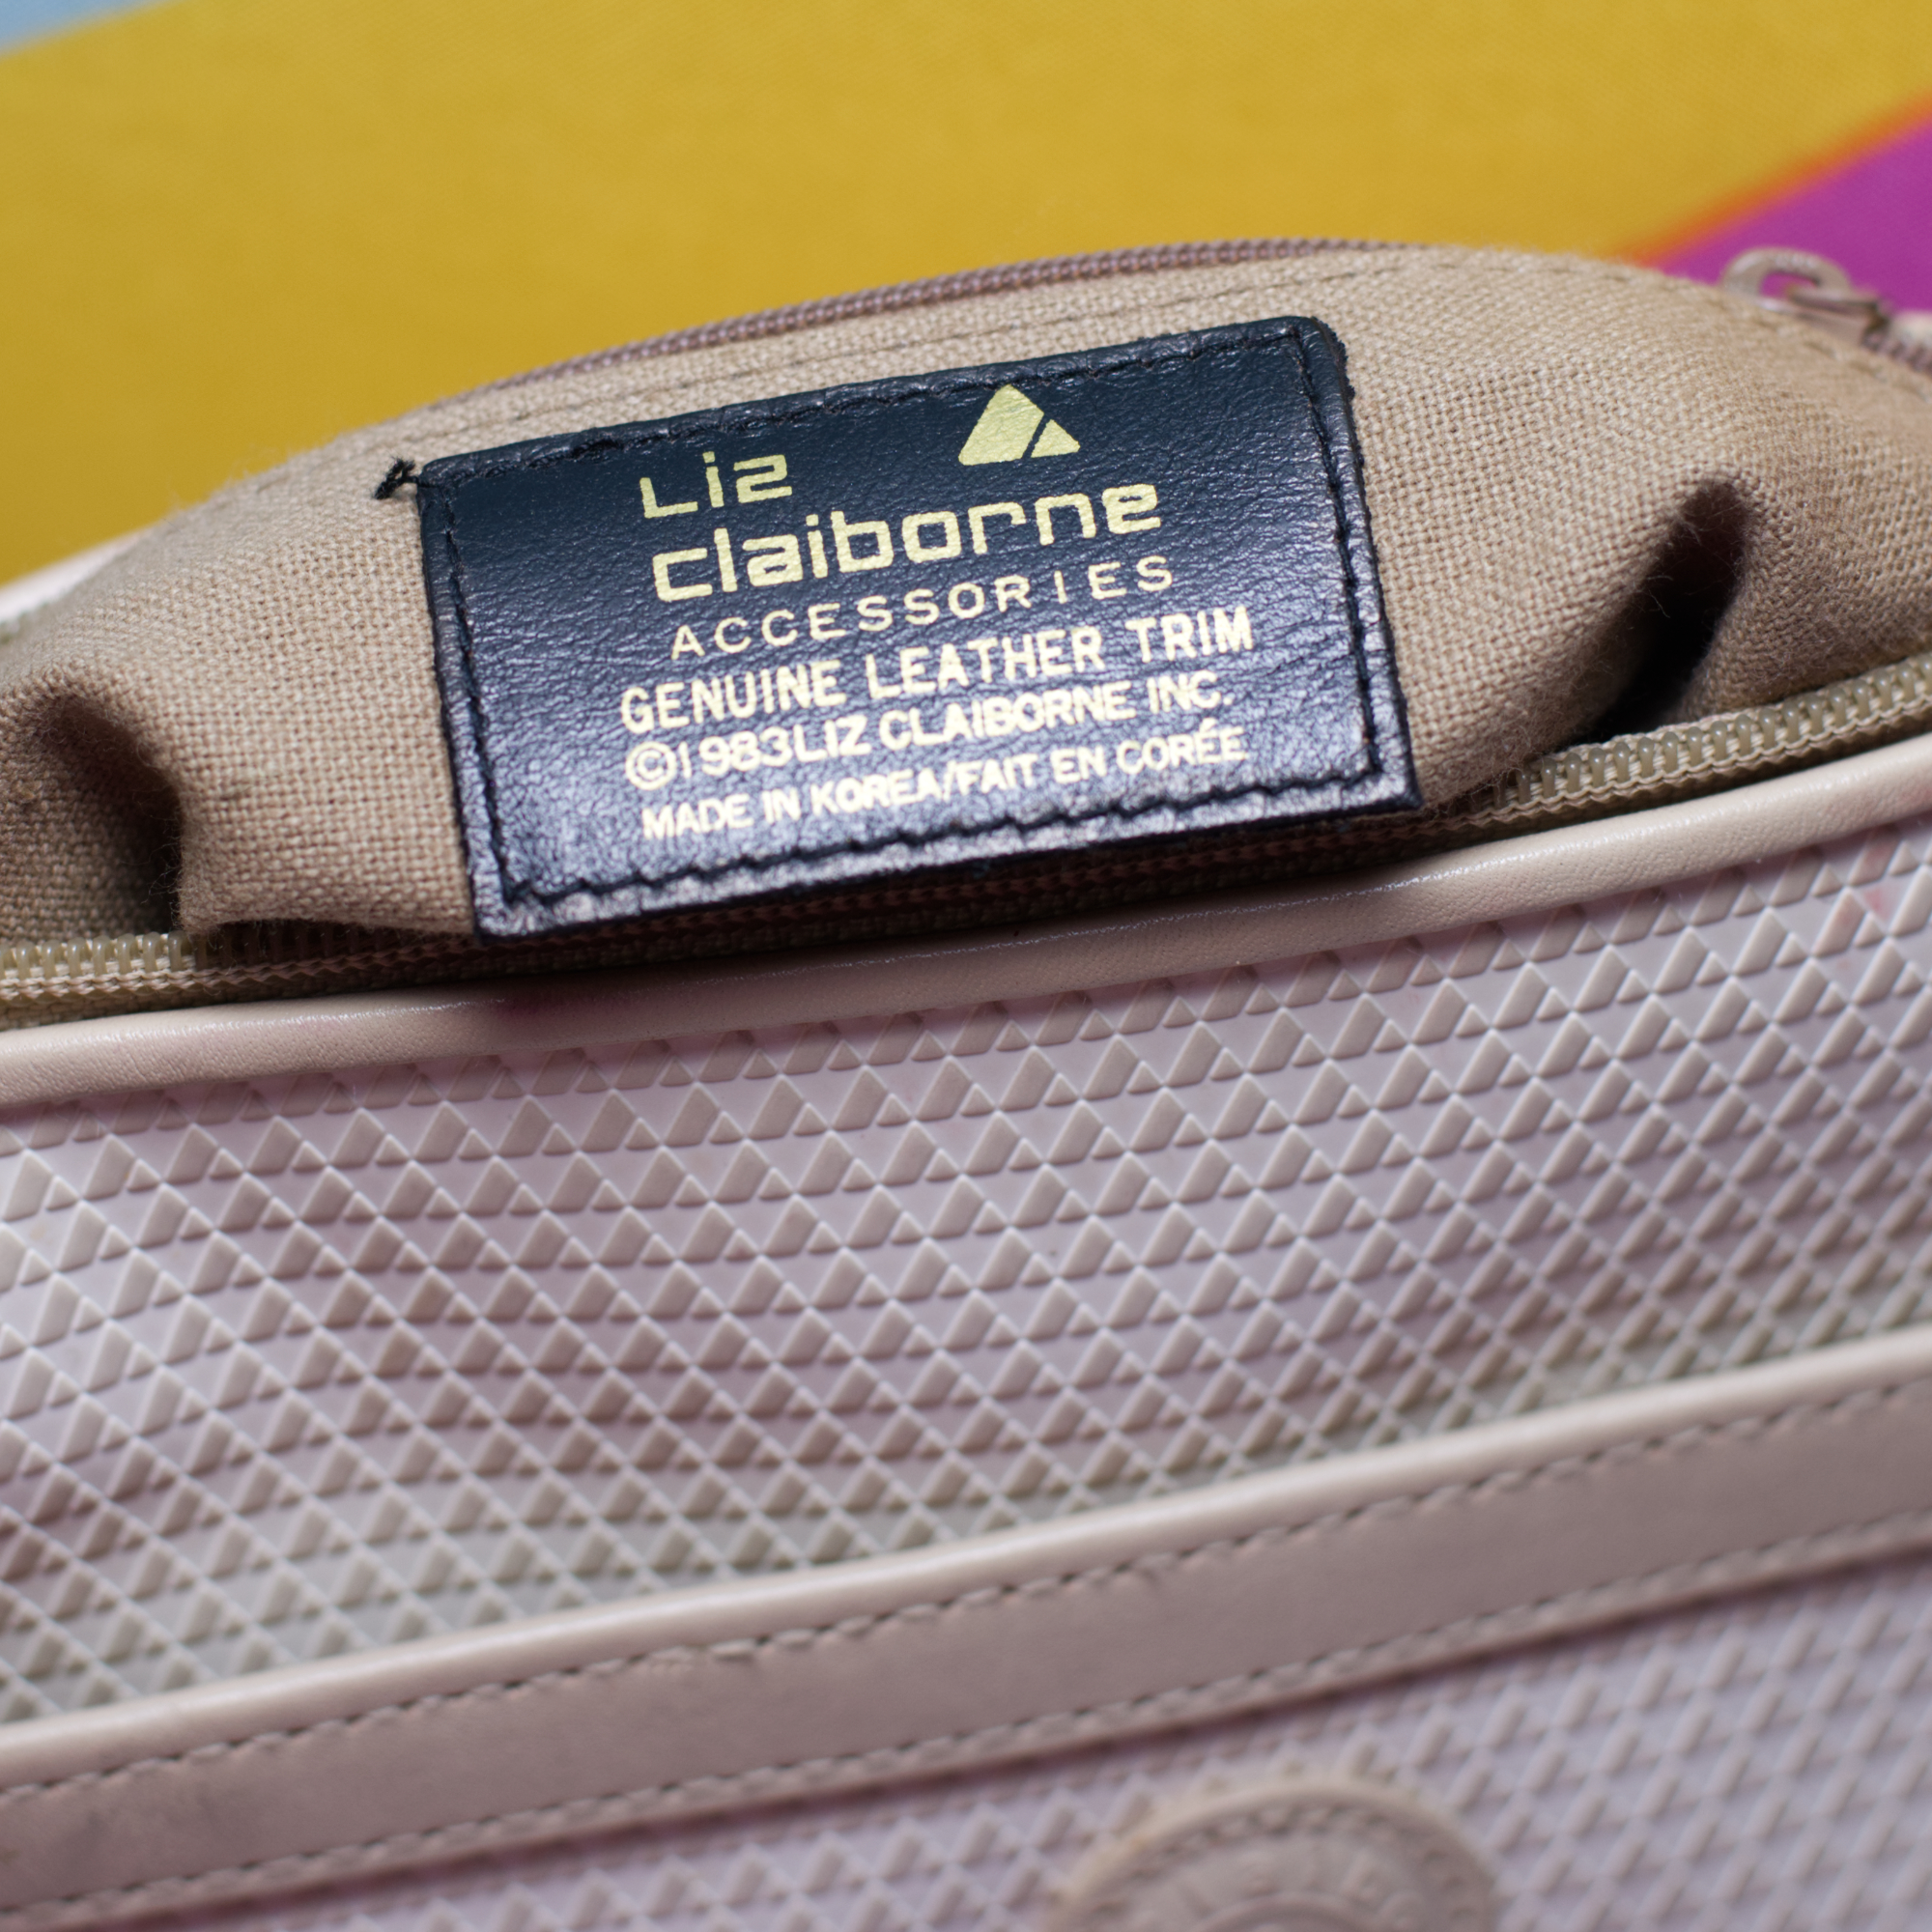 Liz
claiborne
ACCESSORIES
GENUINE LEATHER TRIM
©1983LIZ CLAIBORNE INC.
MADE IN KOREA/FAIT EN CORÉE